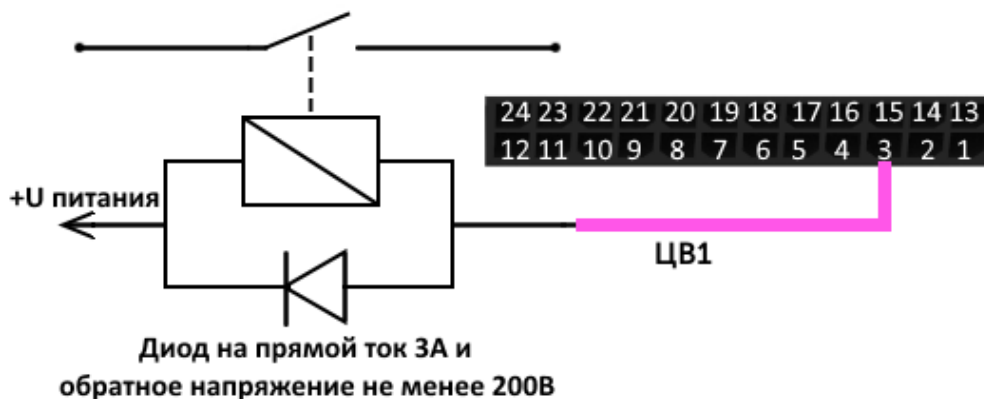 24 23 22 21 20 19 18 17 16 15 14 13
12 11 10 9 8 7 6 5 4 3 2 1
+U питания
ЦВ1
Диод на прямой ток 3А и
обратное напряжение не менее 200В